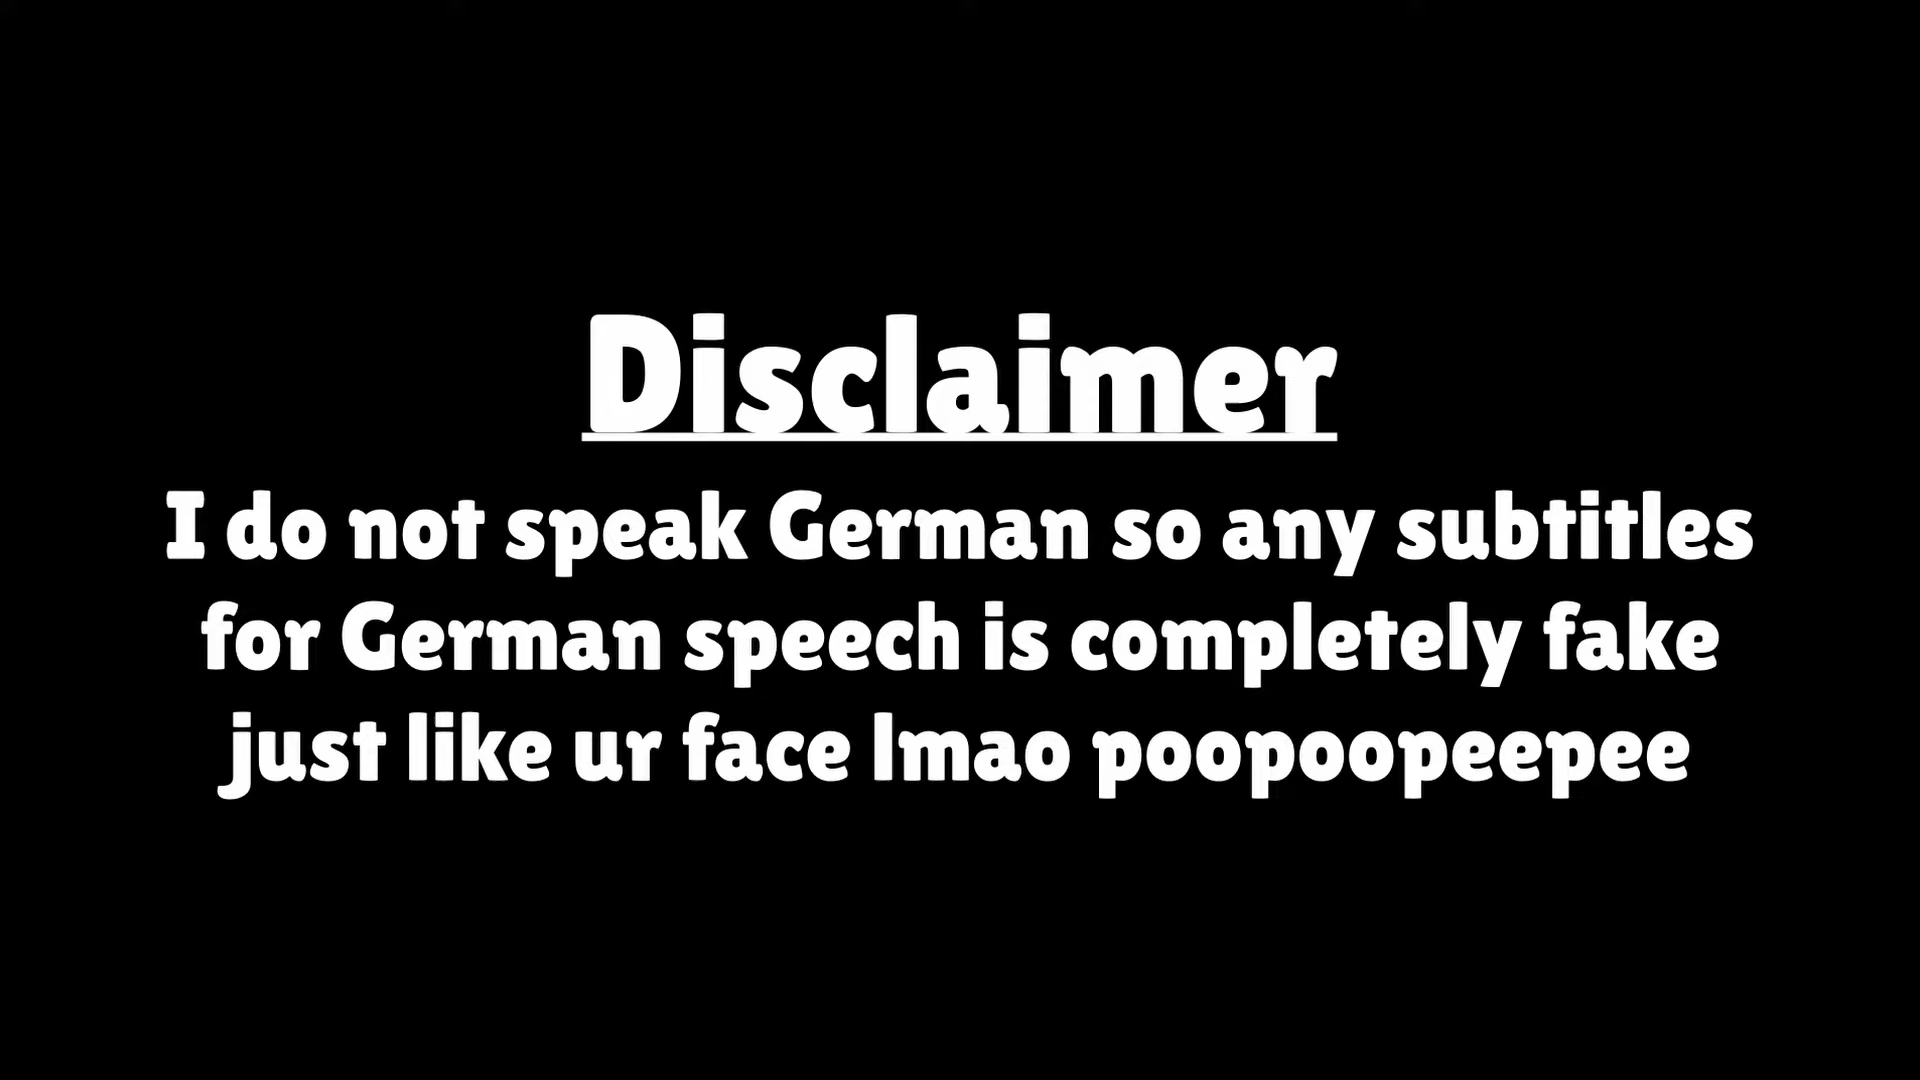 Disclaimer
I do not speak German so any subtitles
for German speech is completely fake
just like ur face lmao poopoopeepee